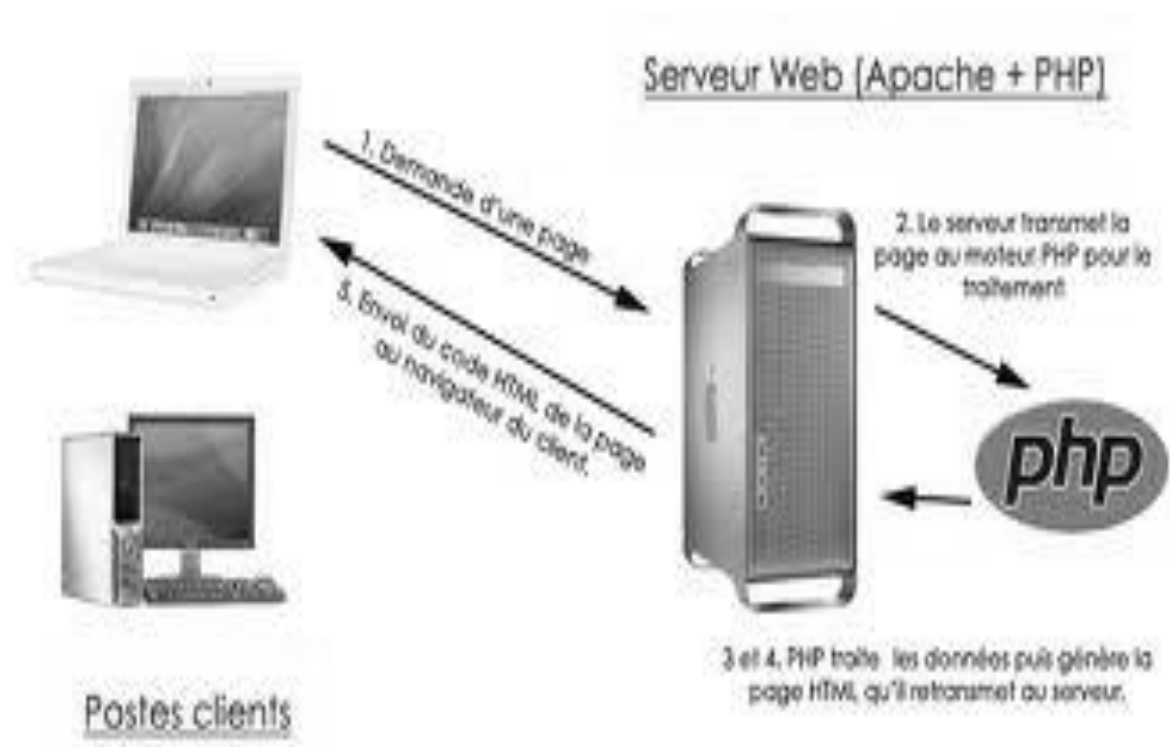 Serveur Web (Apache + PHP)
1. Demande d'une page
2. Le serveur transmet la
page au moteur PHP pour le
traitement
5. Envoi du code HTML de la page
au navigateur du client.
php
3 et 4. PHP traite les données puis génère la
page HTML qu'il retransmet au serveur.
Postes clients